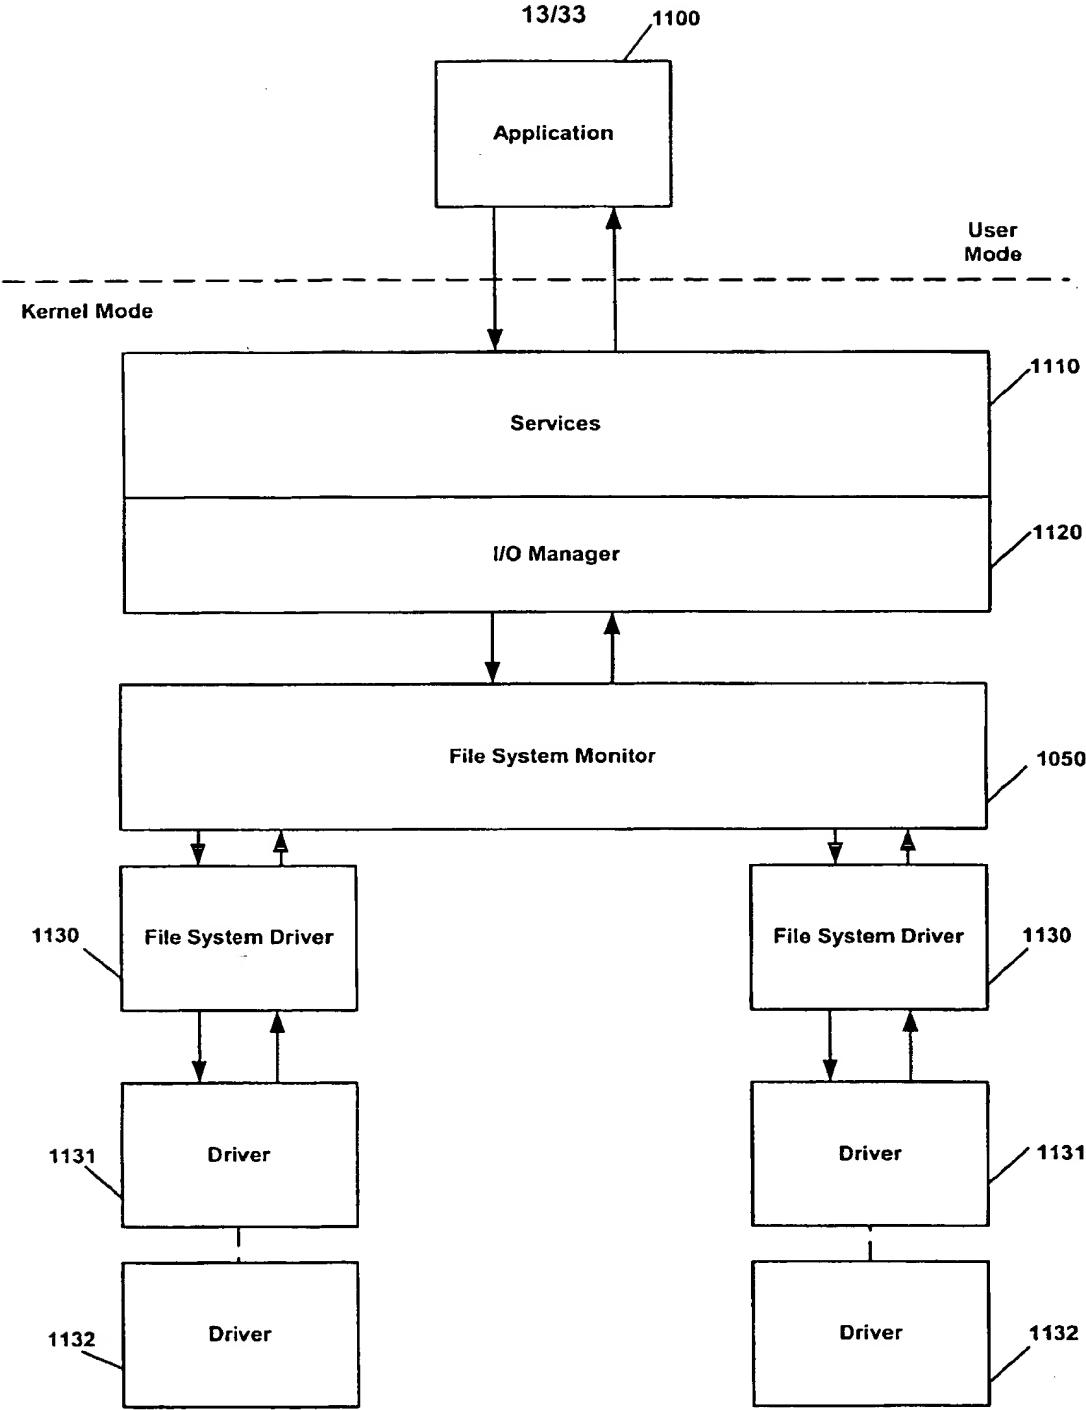 13/33
1100
Application
User
Mode
Kernel Mode
1110
Services
1120
I/O Manager
File System Monitor
1050
1130
File System Driver
File System Driver
1130
1131
Driver
Driver
1131
1132
Driver
Driver
1132